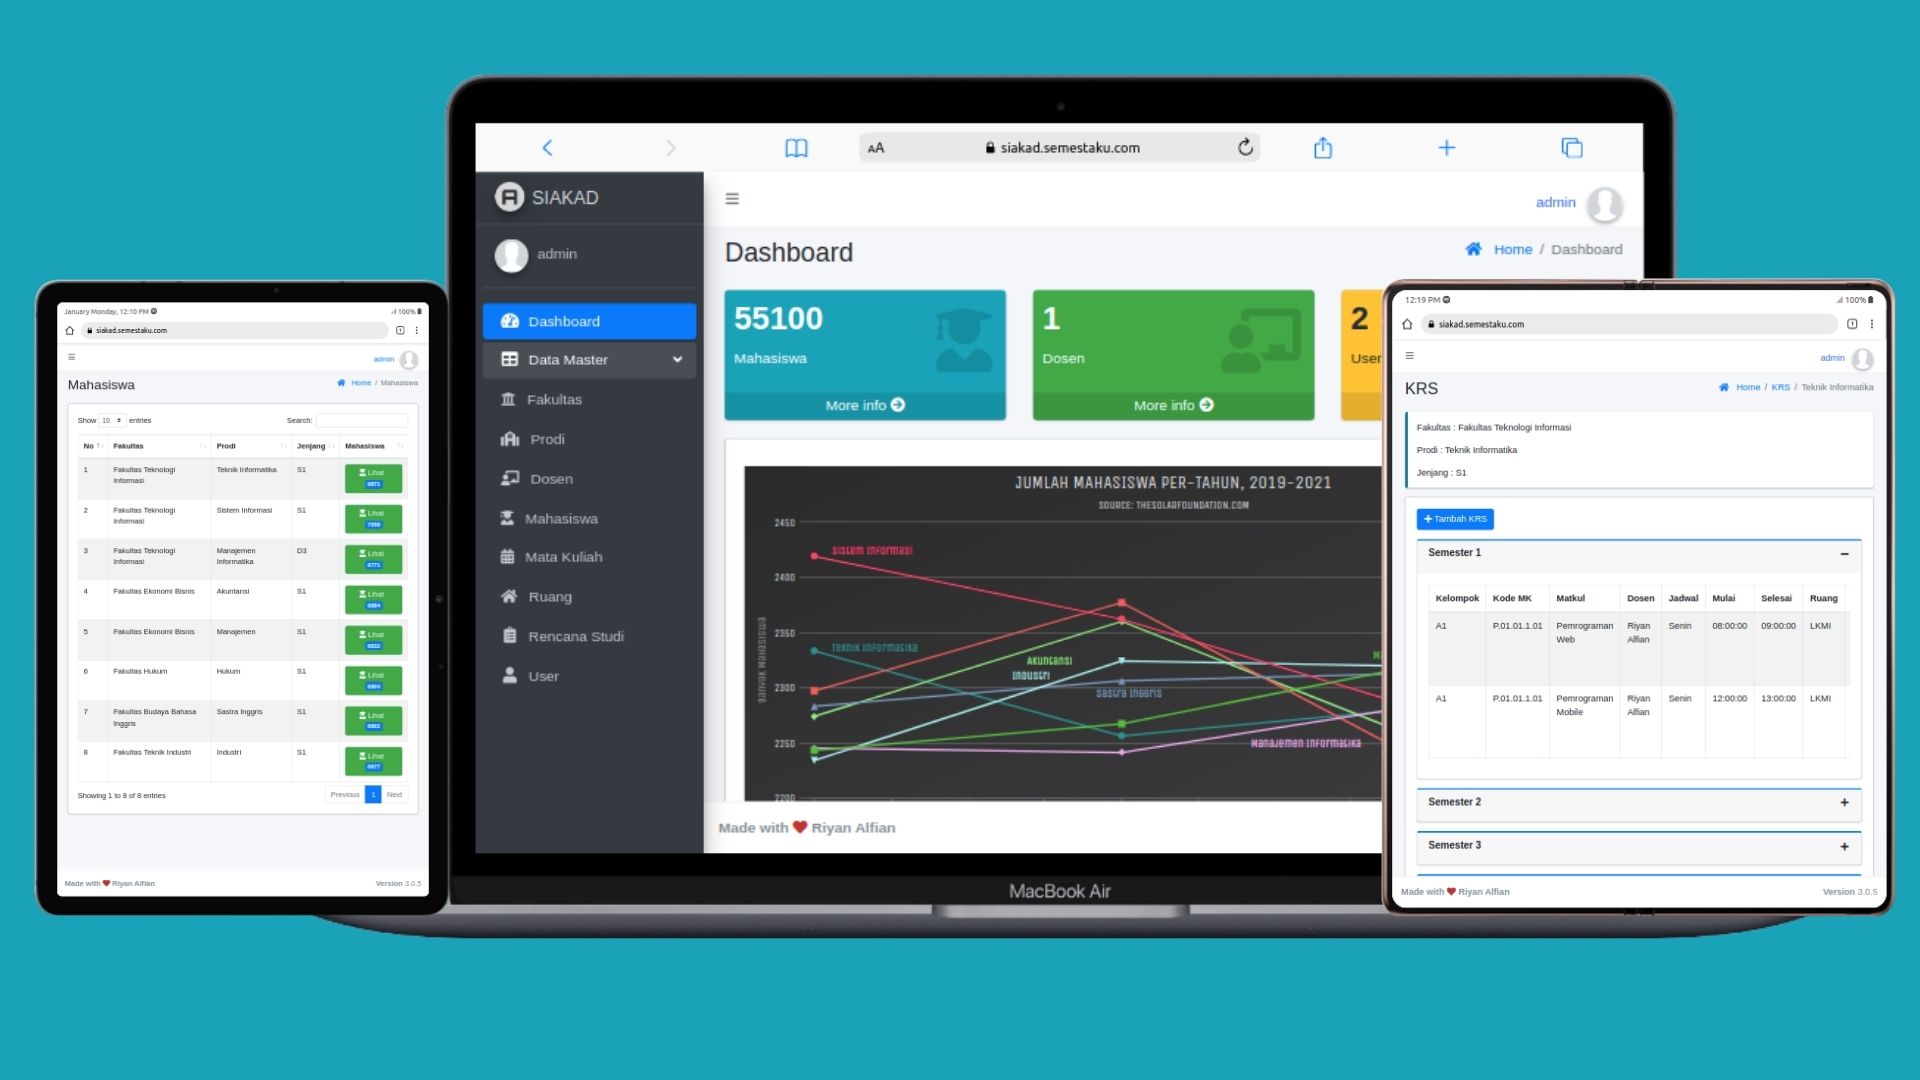 siakad.semestaku.com
SIAKAD
admin
Dashboard
Data Master
Fakultas
Prodi
Dosen
Mahasiswa
Mata Kuliah
Ruang
Rencana Studi
User
admin
Dashboard
Home / Dashboard
55100
Mahasiswa
More info
1
Dosen
More info
2
User
JUMLAH MAHASISWA PER-TAHUN, 2019-2021
SOURCE: THESOLARFOUNDATION.COM
BANYAK MAHASISWA
2450
2400
2350
2300
2250
2200
Sistem Informasi
Teknik Informatika
Akuntansi
Industri
Sastra Inggris
Manajemen Informatika
Made with ❤ Riyan Alfian
MacBook Air
January Monday, 12:10 PM
100%
siakad.semestaku.com
admin
Mahasiswa
Home / Mahasiswa
Show 10 entries
Search:
No Fakultas Prodi Jenjang Mahasiswa
1 Fakultas Teknologi Informasi Teknik Informatika S1 Lihat 6871
2 Fakultas Teknologi Informasi Sistem Informasi S1 Lihat 7059
3 Fakultas Teknologi Informasi Manajemen Informatika D3 Lihat 6771
4 Fakultas Ekonomi Bisnis Akuntansi S1 Lihat
5 Fakultas Ekonomi Bisnis Manajemen S1 Lihat 6832
6 Fakultas Hukum Hukum S1 Lihat
7 Fakultas Budaya Bahasa Inggris Sastra Inggris S1 Lihat
8 Fakultas Teknik Industri Industri S1 Lihat 6877
Showing 1 to 8 of 8 entries
Previous 1 Next
Made with ❤ Riyan Alfian
Version 3.0.5
12:19 PM
100%
siakad.semestaku.com
admin
KRS
Home / KRS / Teknik Informatika
Fakultas : Fakultas Teknologi Informasi
Prodi : Teknik Informatika
Jenjang : S1
+ Tambah KRS
Semester 1
Kelompok Kode MK Matkul Dosen Jadwal Mulai Selesai Ruang
A1 P.01.01.1.01 Pemrograman Web Riyan Alfian Senin 08:00:00 09:00:00 LKMI
A1 P.01.01.1.01 Pemrograman Mobile Riyan Alfian Senin 12:00:00 13:00:00 LKMI
Semester 2
Semester 3
Made with ❤ Riyan Alfian
Version 3.0.5